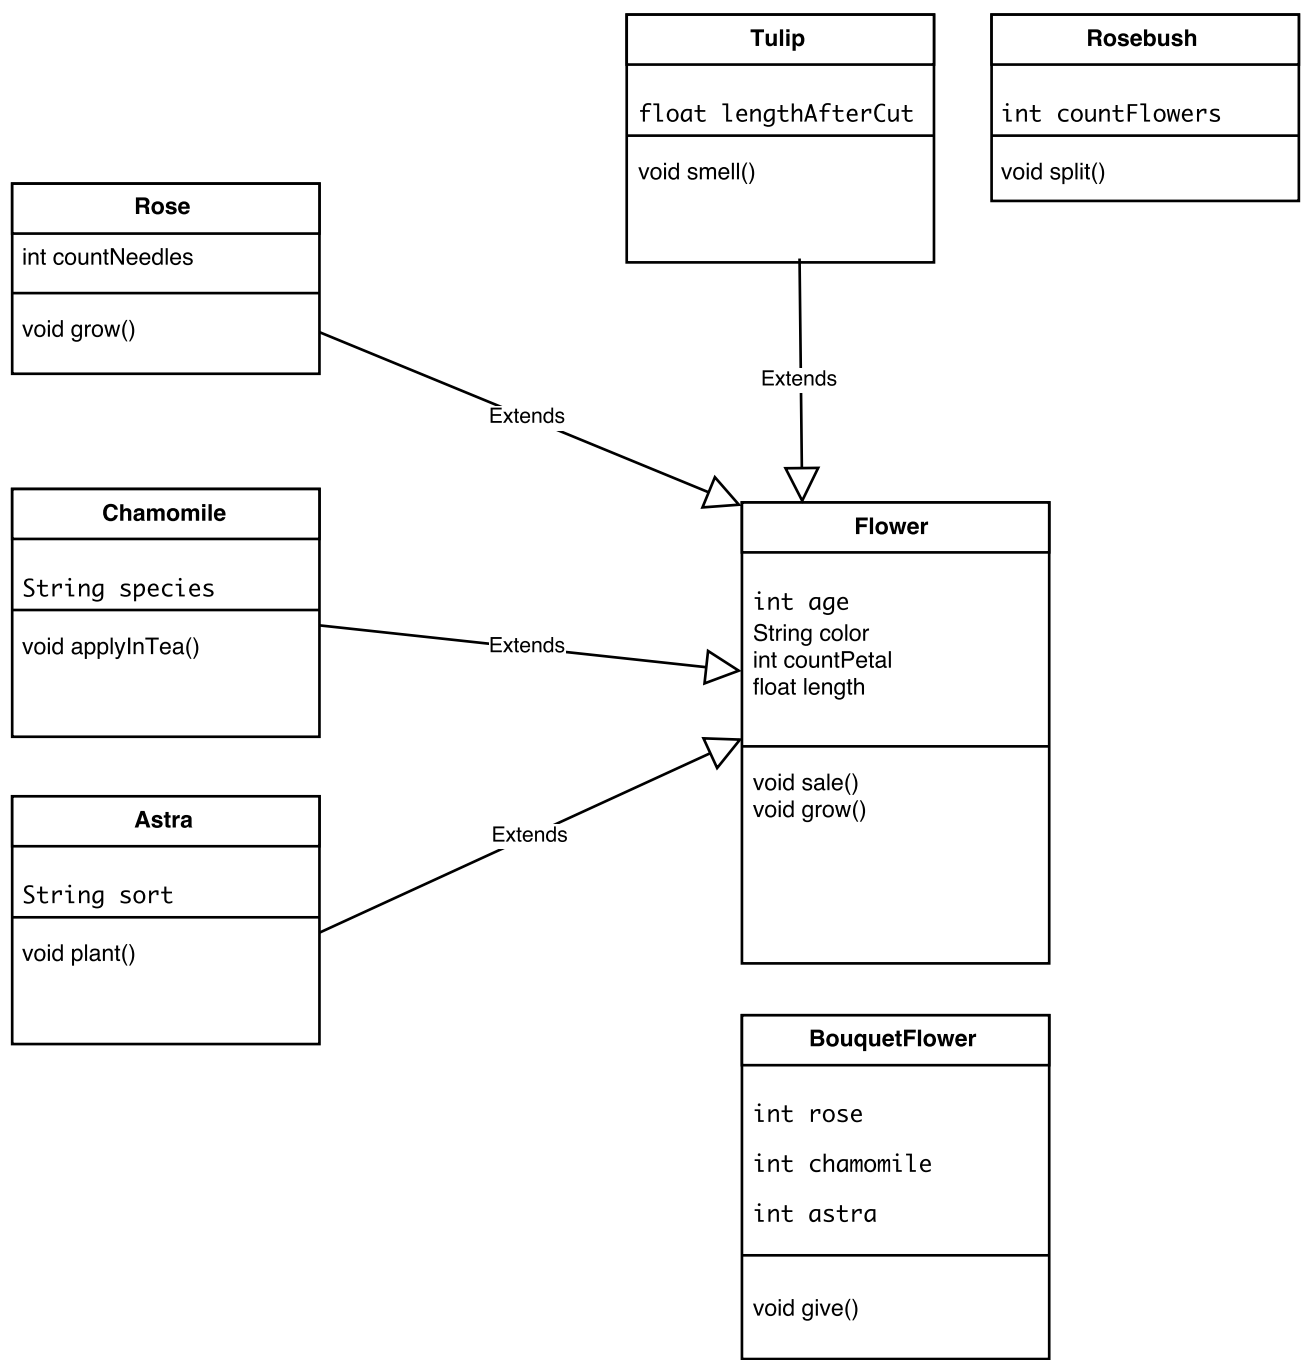 Tulip
float lengthAfterCut
void smell()
Rosebush
int countFlowers
void split()
Rose
int countNeedles
void grow()
Extends
Extends
Chamomile
String species
void applyInTea()
Extends
Flower
int age
String color
int countPetal
float length
void sale()
void grow()
Astra
String sort
void plant()
Extends
BouquetFlower
int rose
int chamomile
int astra
void give()